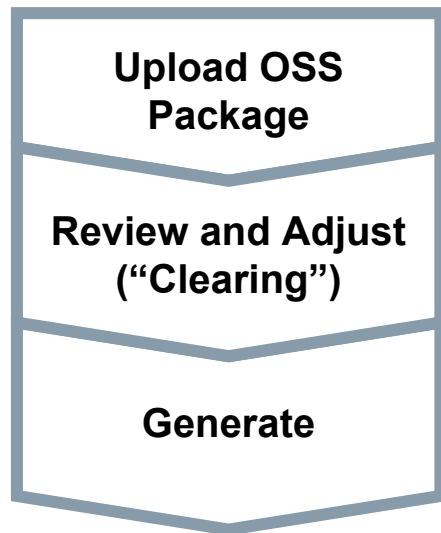 Upload OSS
Package
Review and Adjust
(“Clearing”)
Generate